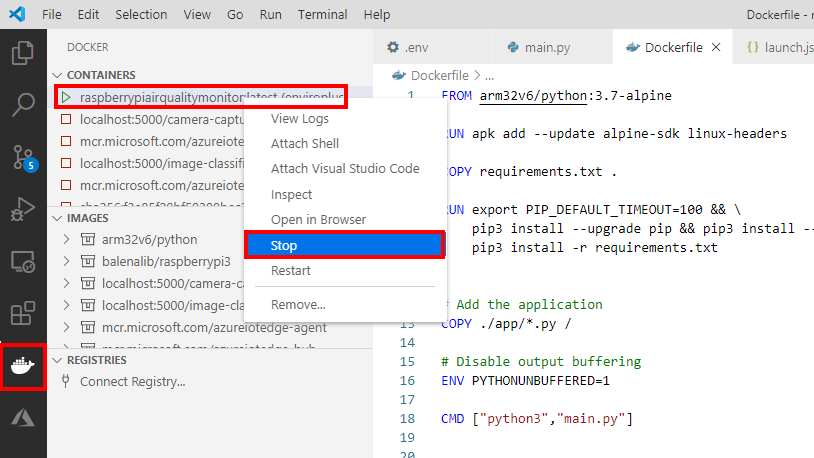 File Edit Selection View Go Run Terminal Help Dockerfile -
DOCKER
CONTAINERS
raspberrypiairqualitymonitor:latest
localhost:5000/camera-capt
mcr.microsoft.com/azureiote
localhost:5000/image-classifi
mcr.microsoft.com/azureiote
5
IMAGES
arm32v6/python
balenalib/raspberrypi3
localhost:5000/camera-ca
localhost:5000/image-cla
mcr.microsoft.com/azureiotedge-agent
mcr.microsoft.com/azureiotedge-hub
REGISTRIES
Connect Registry...
View Logs
Attach Shell
Attach Visual Studio Code
Inspect
Open in Browser
Stop
Restart
Remove...
.env main.py Dockerfile launch.js
Dockerfile > ...
1 FROM arm32v6/python:3.7-alpine
RUN apk add --update alpine-sdk linux-headers
COPY requirements.txt .
RUN export PIP_DEFAULT_TIMEOUT=100 && \
pip3 install --upgrade pip && pip3 install --
pip3 install -r requirements.txt
# Add the application
13 COPY ./app/*.py /
14
15 # Disable output buffering
16 ENV PYTHONUNBUFFERED=1
17
18 CMD ["python3","main.py"]
19
20